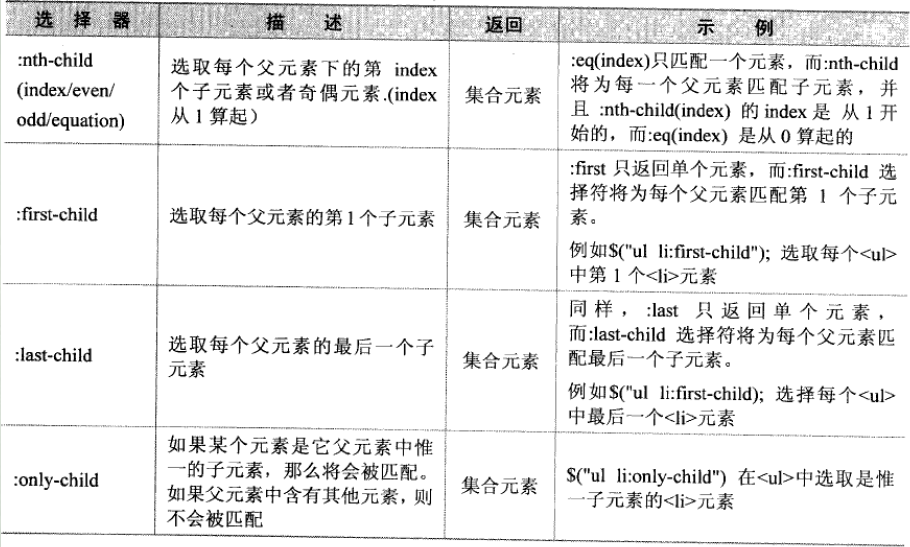 选 择 器 描 述 返回 示 例
:nth-child
(index/even/
odd/equation)
选取每个父元素下的第 index
个子元素或者奇偶元素.(index
从 1 算起）
集合元素
:eq(index)只匹配一个元素，而:nth-child
将为每一个父元素匹配子元素，并
且 :nth-child(index) 的 index 是 从 1 开
始的，而:eq(index) 是从 0 算起的
:first-child
选取每个父元素的第 1 个子元素
集合元素
:first 只返回单个元素，而:first-child 选
择符将为每个父元素匹配第 1 个子元
素。
例如$("ul li:first-child"); 选取每个<ul>
中第 1 个<li>元素
:last-child
选取每个父元素的最后一个子
元素
集合元素
同样，:last 只返回单个元素，
而:last-child 选择符将为每个父元素匹
配最后一个子元素。
例如$("ul li:first-child); 选择每个<ul>
中最后一个<li>元素
:only-child
如果某个元素是它父元素中惟
一的子元素，那么将会被匹配。
如果父元素中含有其他元素，则
不会被匹配
集合元素
$("ul li:only-child") 在<ul>中选取是惟
一子元素的<li>元素